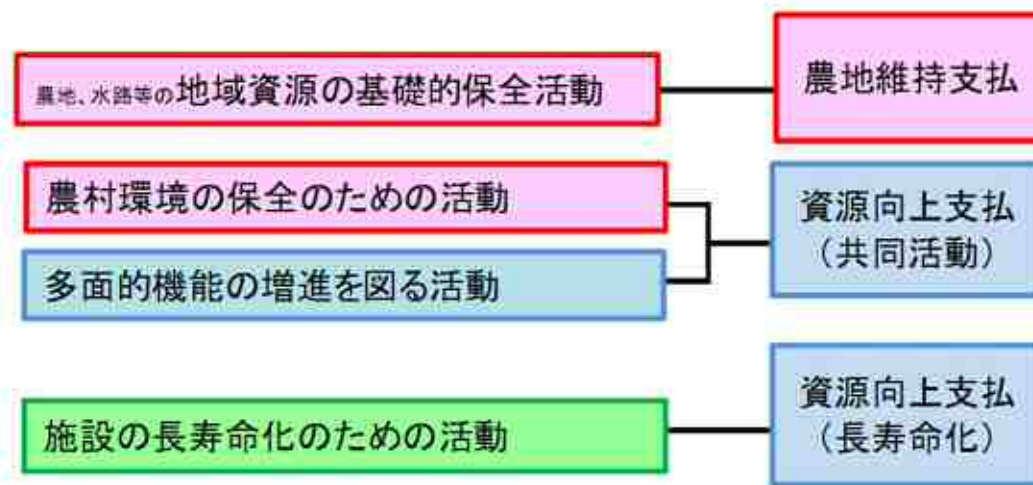 農地、水路等の地域資源の基礎的保全活動
農地維持支払
農村環境の保全のための活動
多面的機能の増進を図る活動
資源向上支払
（共同活動）
施設の長寿命化のための活動
資源向上支払
（長寿命化）